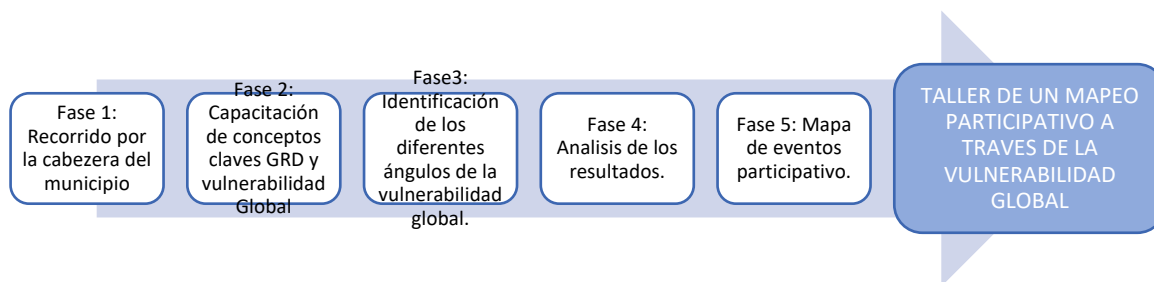 Fase 1:
Recorrido por
la cabezera del
municipio
Fase 2:
Capacitación
de conceptos
claves GRD y
vulnerabilidad
Global
Fase3:
Identificación
de los
diferentes
ángulos de la
vulnerabilidad
global.
Fase 4:
Analisis de los
resultados.
Fase 5: Mapa
de eventos
participativo.
TALLER DE UN MAPEO
PARTICIPATIVO A
TRAVES DE LA
VULNERABILIDAD
GLOBAL